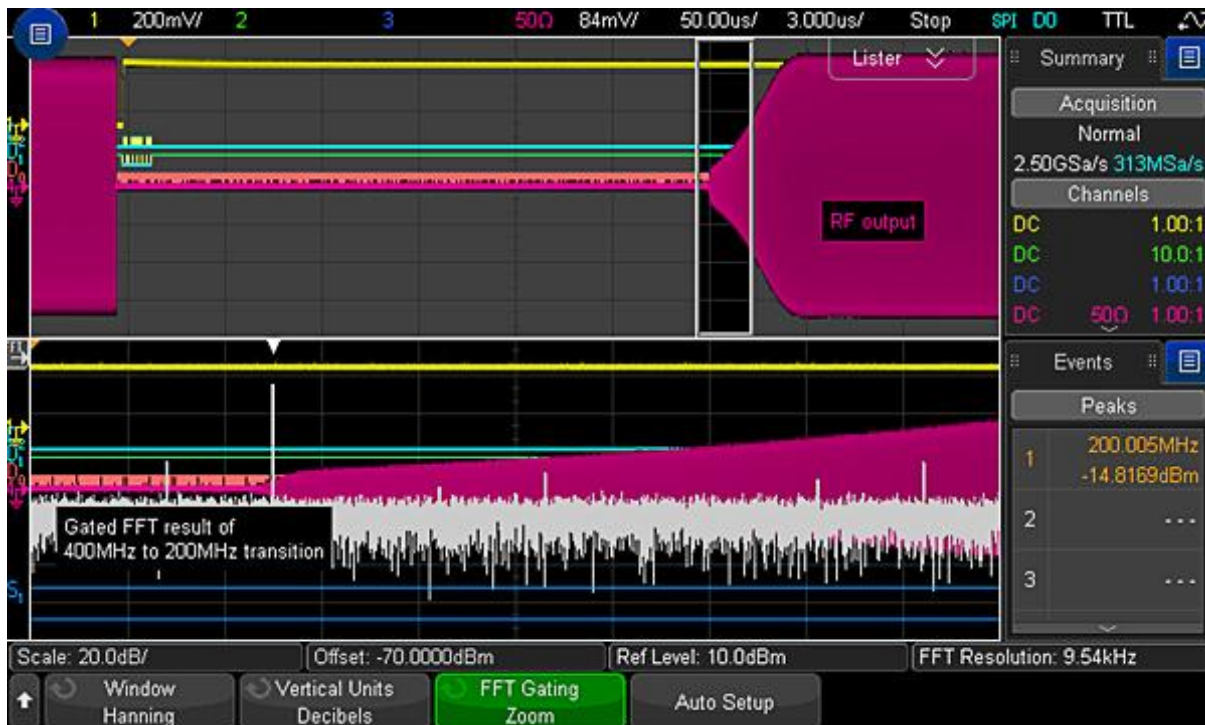 1 200mV/ 2 3 50Ω 84mV/ 50.00us/ 3.000us/ Stop SPI D0 TTL
Lister
RF output
Summary
Acquisition
Normal
2.50GSa/s 313MSa/s
Channels
DC 1.00:1
DC 10.0:1
DC 1.00:1
DC 50Ω 1.00:1
Gated FFT result of
400MHz to 200MHz transition
S1
Events
Peaks
1 200.005MHz
-14.8169dBm
2 ---
3 ---
Scale: 20.0dB/ Offset: -70.0000dBm Ref Level: 10.0dBm FFT Resolution: 9.54kHz
Window
Hanning
Vertical Units
Decibels
FFT Gating
Zoom
Auto Setup